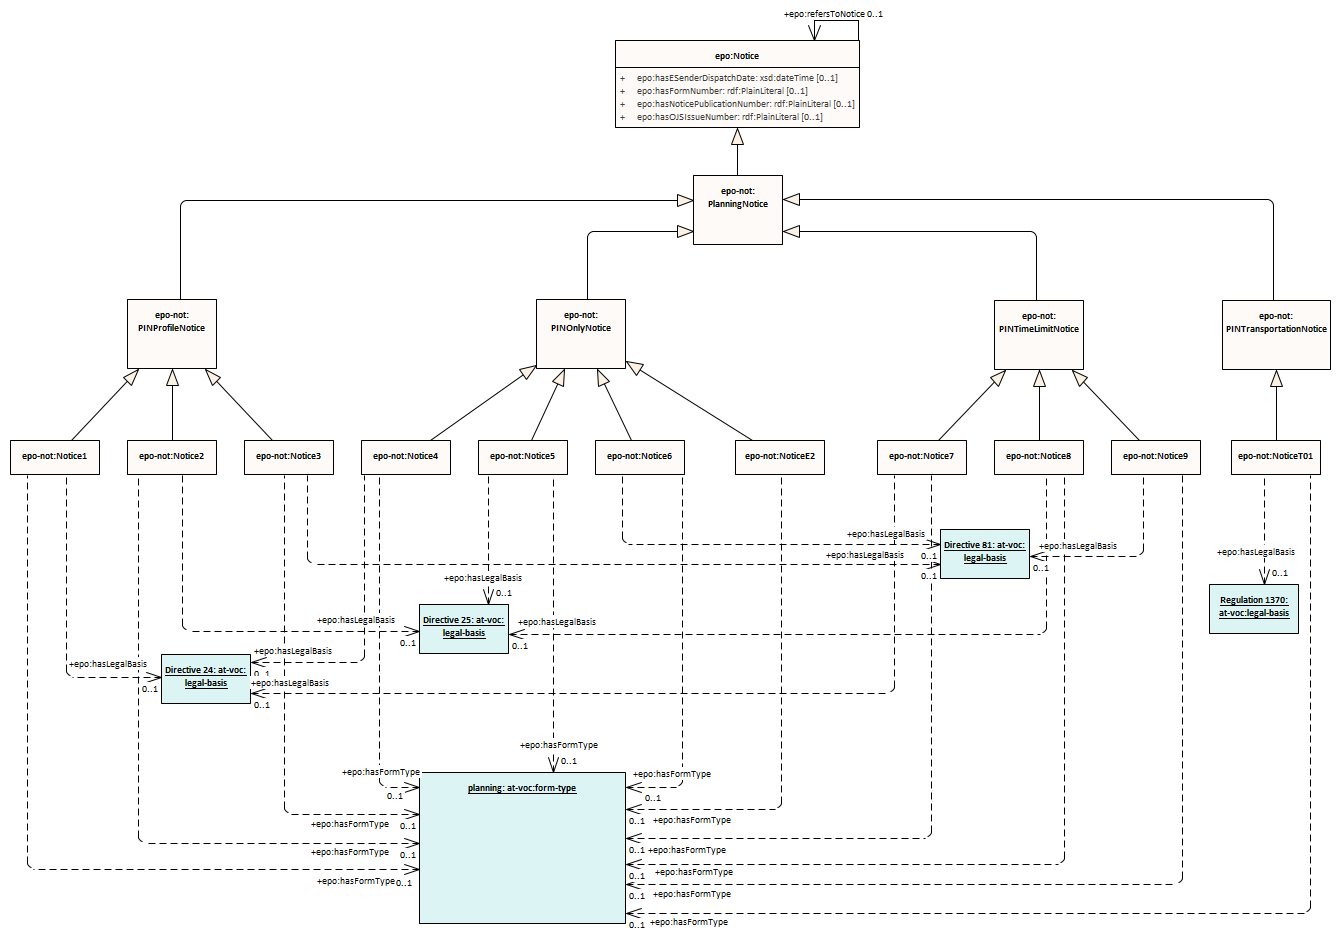 +epo:refersToNotice 0..1
epo:Notice
+ epo:hasESenderDispatchDate: xsd:dateTime [0..1]
+ epo:hasFormNumber: rdf:PlainLiteral [0..1]
+ epo:hasNoticePublicationNumber: rdf:PlainLiteral [0..1]
+ epo:hasOJSIssueNumber: rdf:PlainLiteral [0..1]
epo-not:
PlanningNotice
epo-not:
PINProfileNotice
epo-not:
PINOnlyNotice
epo-not:
PINTimeLimitNotice
epo-not:
PINTransportationNotice
epo-not:Notice1
epo-not:Notice2
epo-not:Notice3
epo-not:Notice4
epo-not:Notice5
epo-not:Notice6
epo-not:NoticeE2
epo-not:Notice7
epo-not:Notice8
epo-not:Notice9
epo-not:NoticeT01
+epo:hasLegalBasis
0..1
+epo:hasLegalBasis
0..1
Directive 81: at-voc:
legal-basis
+epo:hasLegalBasis
0..1
+epo:hasLegalBasis
0..1
Regulation 1370:
at-voc:legal-basis
+epo:hasLegalBasis
0..1
+epo:hasLegalBasis
0..1
Directive 25: at-voc:
legal-basis
+epo:hasLegalBasis
0..1
+epo:hasLegalBasis
0..1
Directive 24: at-voc:
legal-basis
+epo:hasLegalBasis
0..1
+epo:hasLegalBasis
0..1
+epo:hasFormType
0..1
planning: at-voc:form-type
+epo:hasFormType
0..1
+epo:hasFormType
0..1
+epo:hasFormType
0..1
+epo:hasFormType
0..1
+epo:hasFormType
0..1
+epo:hasFormType
0..1
+epo:hasFormType
0..1
+epo:hasFormType
0..1
+epo:hasFormType
0..1
+epo:hasFormType
0..1